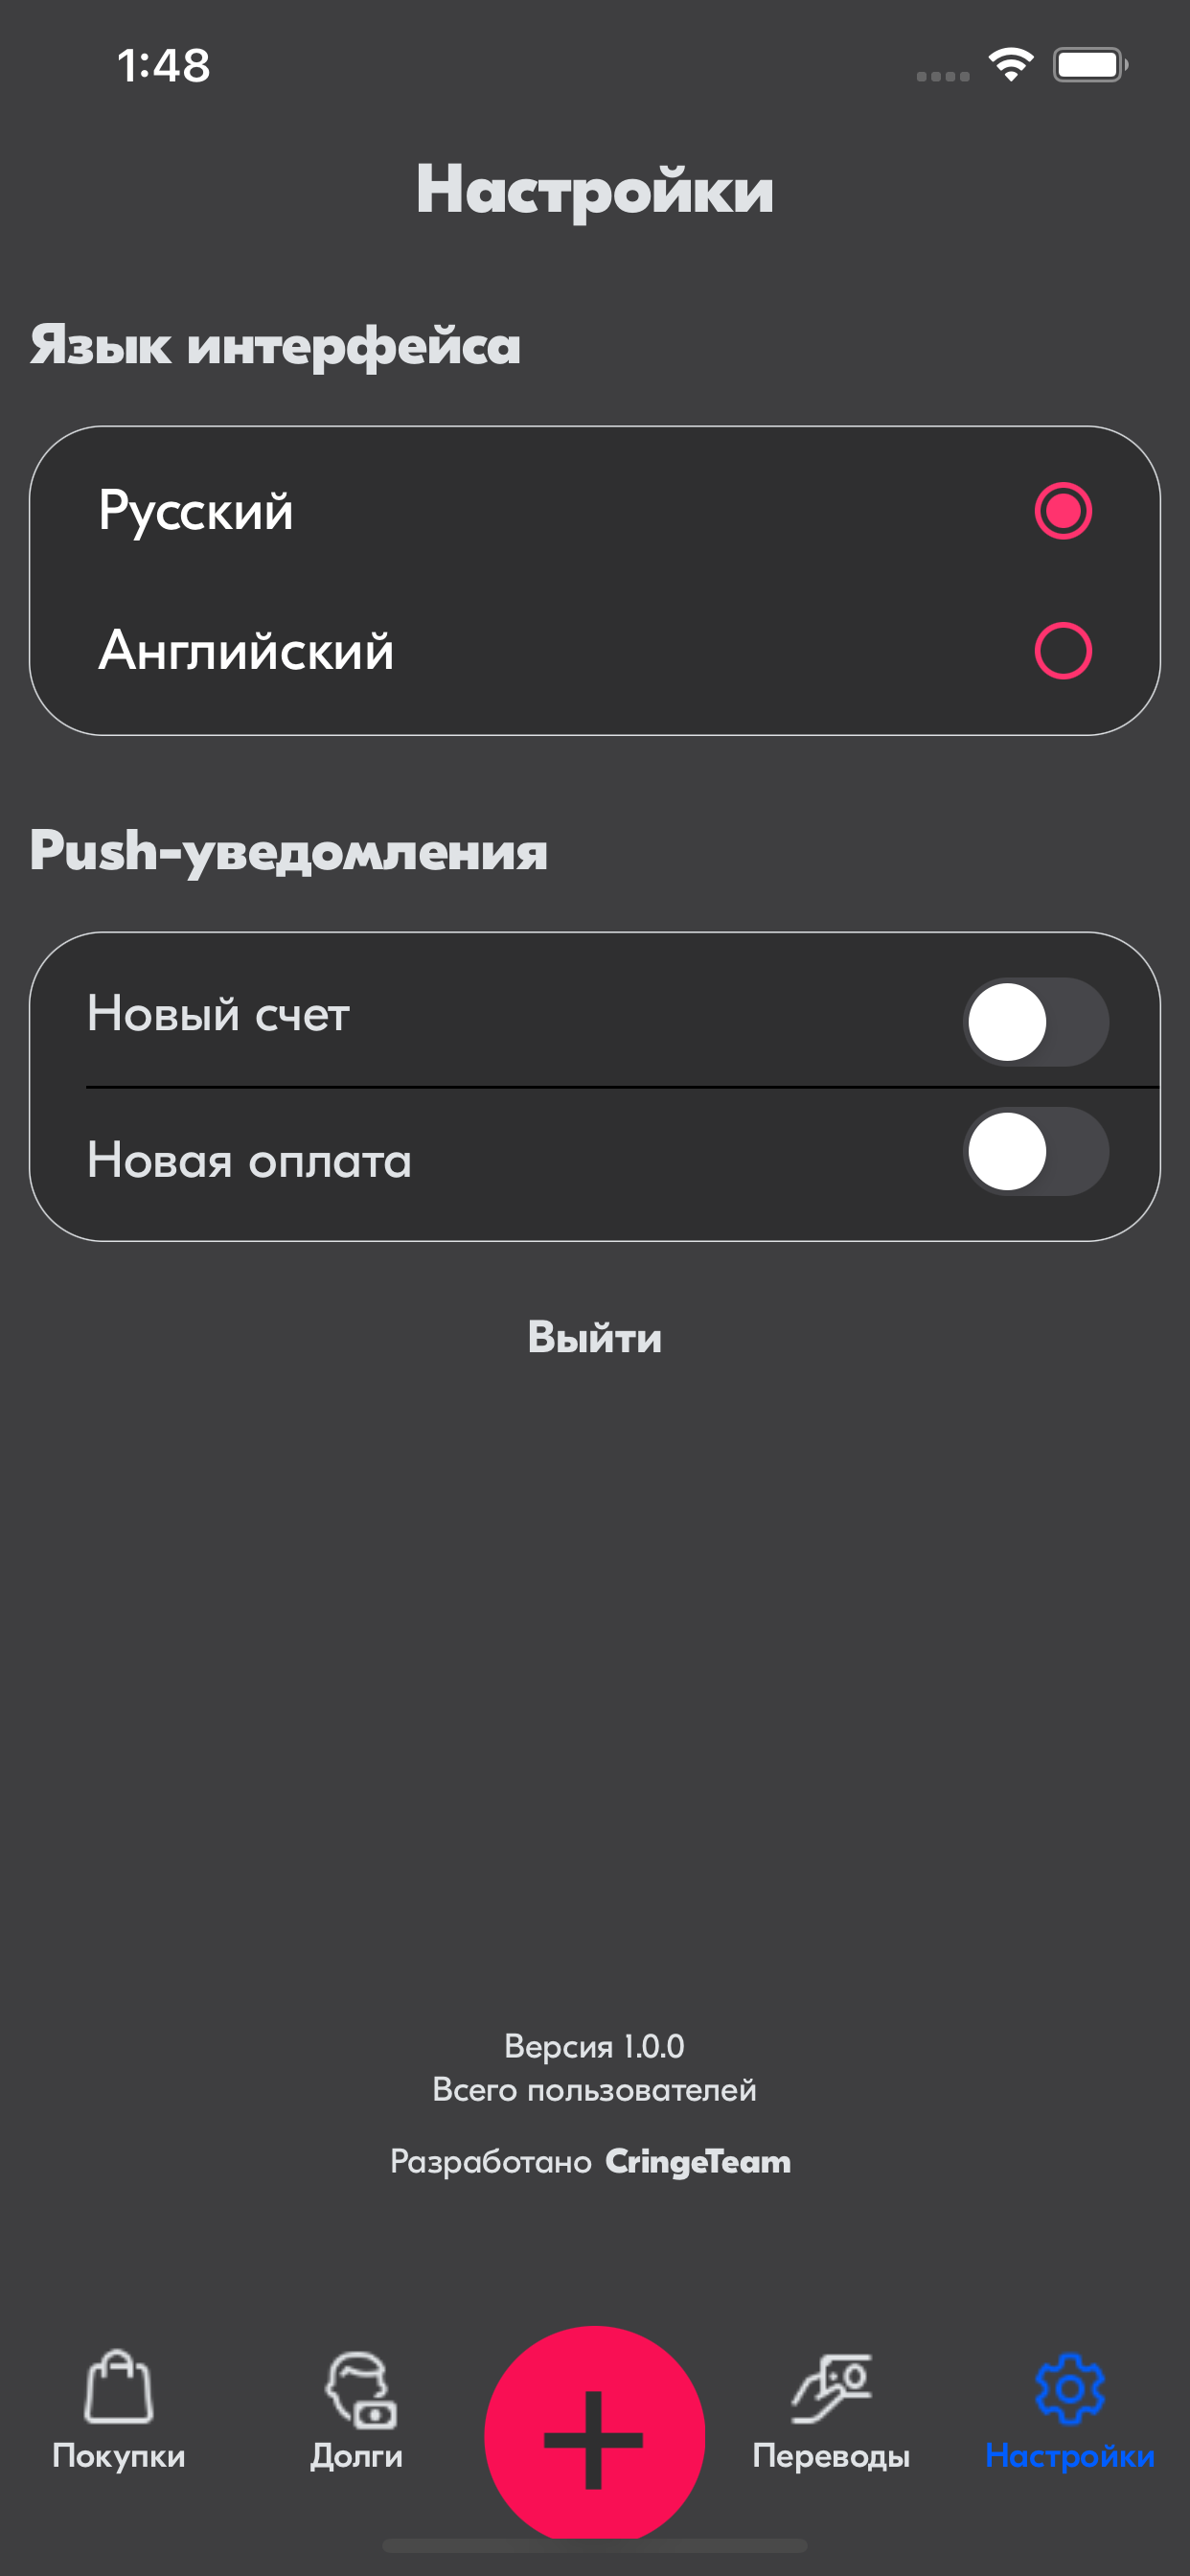 1:48
Настройки
Язык интерфейса
Русский
Английский
Push-уведомления
Новый счет
Новая оплата
Выйти
Версия 1.0.0
Всего пользователей
Разработано CringeTeam
Покупки Долги Переводы Настройки